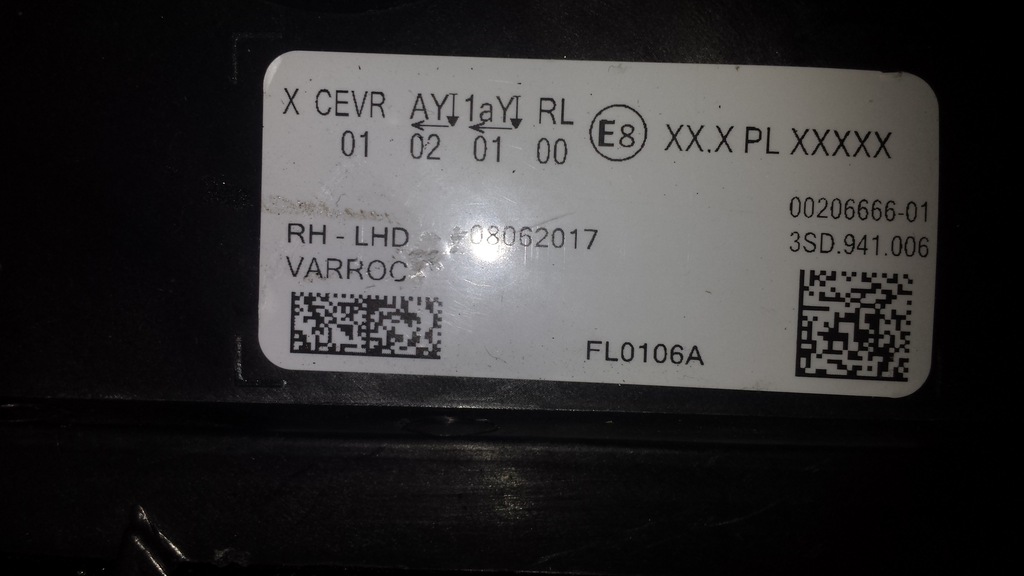 X CEVR AY 1aY RL
01 02 01 00
E8
XX.X PL XXXXX
00206666-01
3SD.941.006
RH - LHD 08062017
VARROC
FL0106A